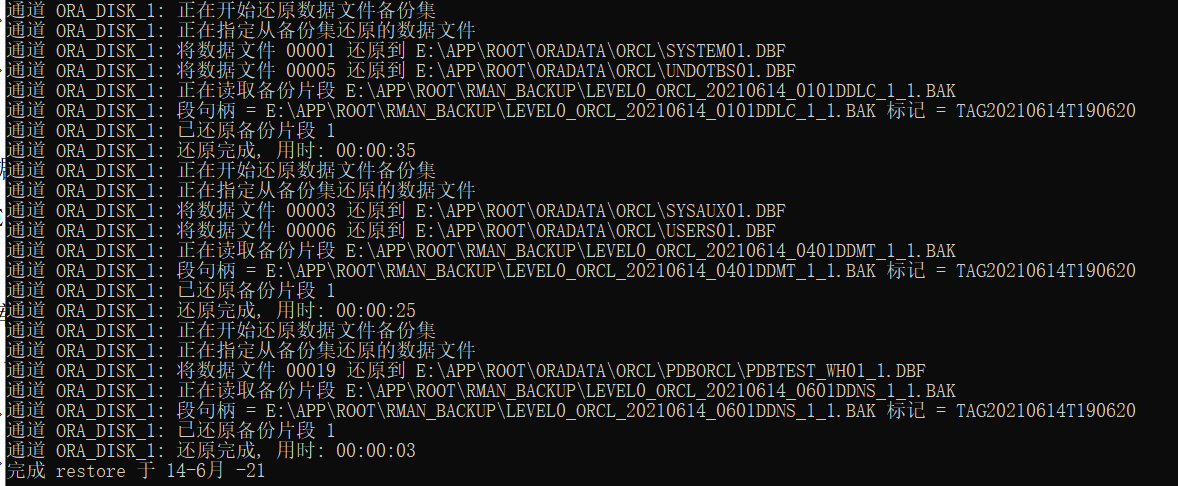 通道 ORA_DISK_1: 正在开始还原数据文件备份集
通道 ORA_DISK_1: 正在指定从备份集还原的数据文件
通道 ORA_DISK_1: 将数据文件 00001 还原到 E:\APP\ROOT\ORADATA\ORCL\SYSTEM01.DBF
通道 ORA_DISK_1: 将数据文件 00005 还原到 E:\APP\ROOT\ORADATA\ORCL\UNDOTBS01.DBF
通道 ORA_DISK_1: 正在读取备份片段 E:\APP\ROOT\RMAN_BACKUP\LEVEL0_ORCL_20210614_0101DDLC_1_1.BAK
通道 ORA_DISK_1: 段句柄 = E:\APP\ROOT\RMAN_BACKUP\LEVEL0_ORCL_20210614_0101DDLC_1_1.BAK 标记 = TAG20210614T190620
通道 ORA_DISK_1: 已还原备份片段 1
通道 ORA_DISK_1: 还原完成, 用时: 00:00:35
通道 ORA_DISK_1: 正在开始还原数据文件备份集
通道 ORA_DISK_1: 正在指定从备份集还原的数据文件
通道 ORA_DISK_1: 将数据文件 00003 还原到 E:\APP\ROOT\ORADATA\ORCL\SYSAUX01.DBF
通道 ORA_DISK_1: 将数据文件 00006 还原到 E:\APP\ROOT\ORADATA\ORCL\USERS01.DBF
通道 ORA_DISK_1: 正在读取备份片段 E:\APP\ROOT\RMAN_BACKUP\LEVEL0_ORCL_20210614_0401DDMT_1_1.BAK
通道 ORA_DISK_1: 段句柄 = E:\APP\ROOT\RMAN_BACKUP\LEVEL0_ORCL_20210614_0401DDMT_1_1.BAK 标记 = TAG20210614T190620
通道 ORA_DISK_1: 已还原备份片段 1
通道 ORA_DISK_1: 还原完成, 用时: 00:00:25
通道 ORA_DISK_1: 正在开始还原数据文件备份集
通道 ORA_DISK_1: 正在指定从备份集还原的数据文件
通道 ORA_DISK_1: 将数据文件 00019 还原到 E:\APP\ROOT\ORADATA\ORCL\PDBORCL\PDBTEST_WH01_1.DBF
通道 ORA_DISK_1: 正在读取备份片段 E:\APP\ROOT\RMAN_BACKUP\LEVEL0_ORCL_20210614_0601DDNS_1_1.BAK
通道 ORA_DISK_1: 段句柄 = E:\APP\ROOT\RMAN_BACKUP\LEVEL0_ORCL_20210614_0601DDNS_1_1.BAK 标记 = TAG20210614T190620
通道 ORA_DISK_1: 已还原备份片段 1
通道 ORA_DISK_1: 还原完成, 用时: 00:00:03
完成 restore 于 14-6月 -21